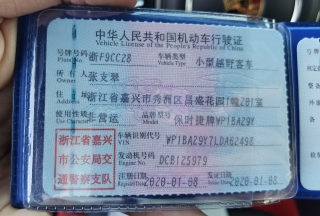 中华人民共和国机动车行驶证
Vehicle License of the People's Republic of China
号牌号码 浙F9CC28 车辆类型 小型越野客车
Plate No. Vehicle Type
所有人 张支翠
Owner
住址 浙江省嘉兴市秀洲区昌盛花园
Address
使用性质 非营运 品牌型号 保时捷牌WP1BA29Y
Use Character Model
浙江省嘉兴 车辆识别代号 WP1BA29Y7LDA62498
市公安局交 VIN
通警察支队 发动机号码 DCB125979
Engine No.
注册日期 2020-01-08 发证日期 2020-01-08
Register Date Issue Date